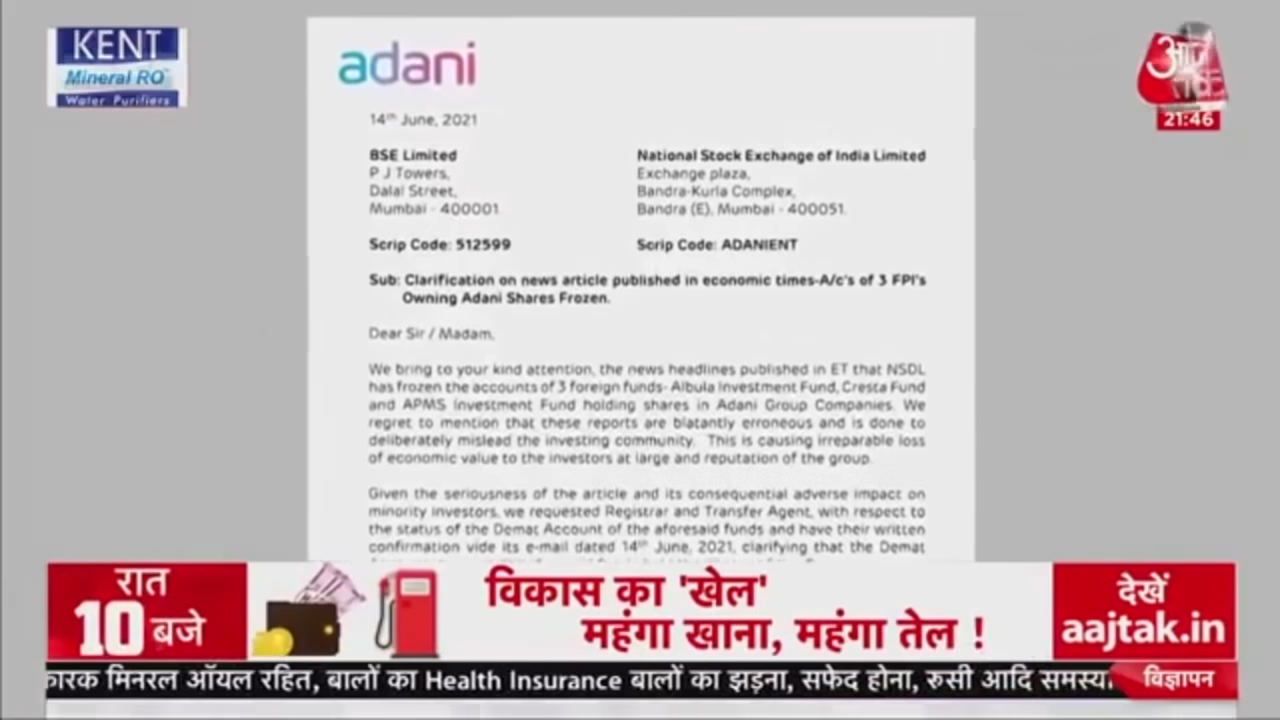 KENT
Mineral RO™
Water Purifiers
आज तक
21:46
adani
14th June, 2021
BSE Limited
P J Towers,
Dalal Street,
Mumbai - 400001
National Stock Exchange of India Limited
Exchange plaza,
Bandra-Kurla Complex,
Bandra (E), Mumbai - 400051.
Scrip Code: 512599
Scrip Code: ADANIENT
Sub: Clarification on news article published in economic times-A/c's of 3 FPI's
Owning Adani Shares Frozen.
Dear Sir / Madam,
We bring to your kind attention, the news headlines published in ET that NSDL
has frozen the accounts of 3 foreign funds- Albula Investment Fund, Cresta Fund
and APMS Investment Fund holding shares in Adani Group Companies. We
regret to mention that these reports are blatantly erroneous and is done to
deliberately mislead the investing community. This is causing irreparable loss
of economic value to the investors at large and reputation of the group.
Given the seriousness of the article and its consequential adverse impact on
minority investors, we requested Registrar and Transfer Agent, with respect to
the status of the Demat Account of the aforesaid funds and have their written
confirmation vide its e-mail dated 14th June, 2021, clarifying that the Demat
रात
10 बजे
विकास का 'खेल'
महंगा खाना, महंगा तेल !
देखें
aajtak.in
कारक मिनरल ऑयल रहित, बालों का Health Insurance बालों का झड़ना, सफेद होना, रूसी आदि समस्या
विज्ञापन